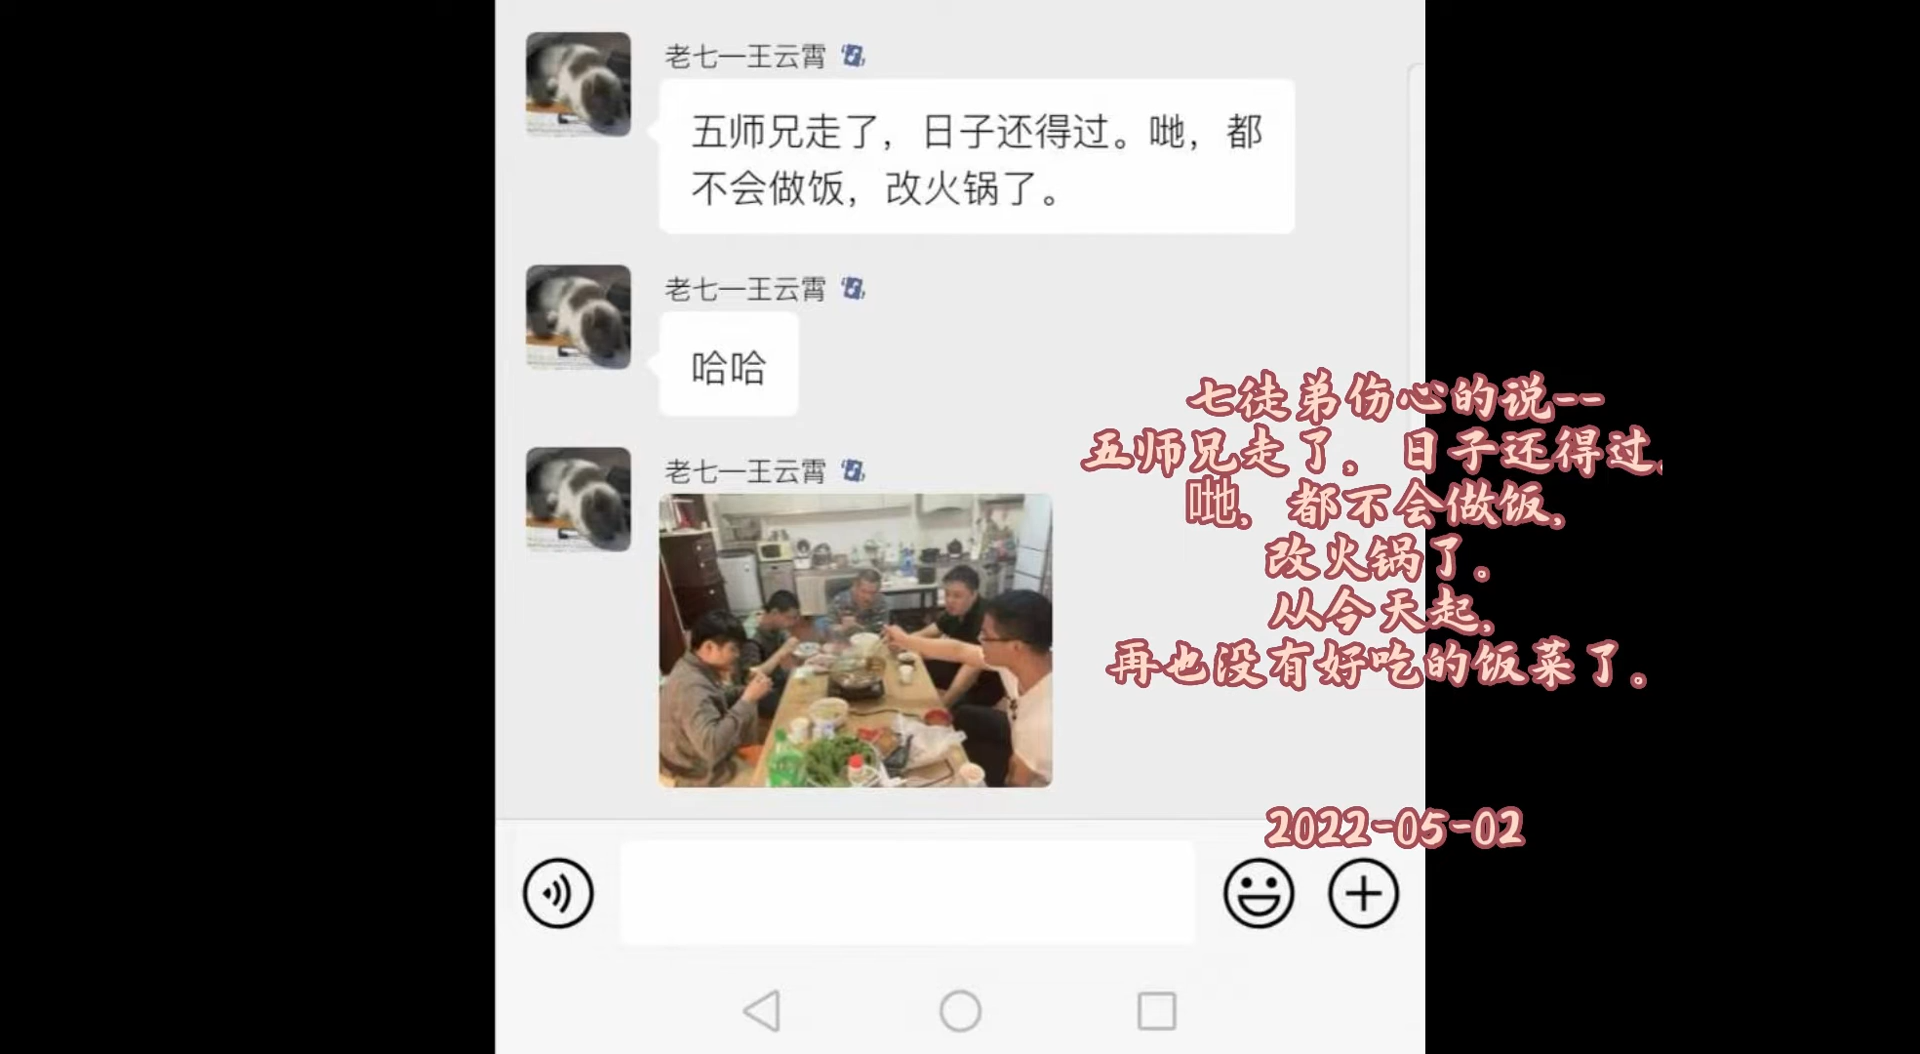 老七一王云霄
五师兄走了，日子还得过。吔，都
不会做饭，改火锅了。
老七一王云霄
哈哈
老七一王云霄
七徒弟伤心的说--
五师兄走了。日子还得过。
吔，都不会做饭，
改火锅了。
从今天起，
再也没有好吃的饭菜了。
2022-05-02